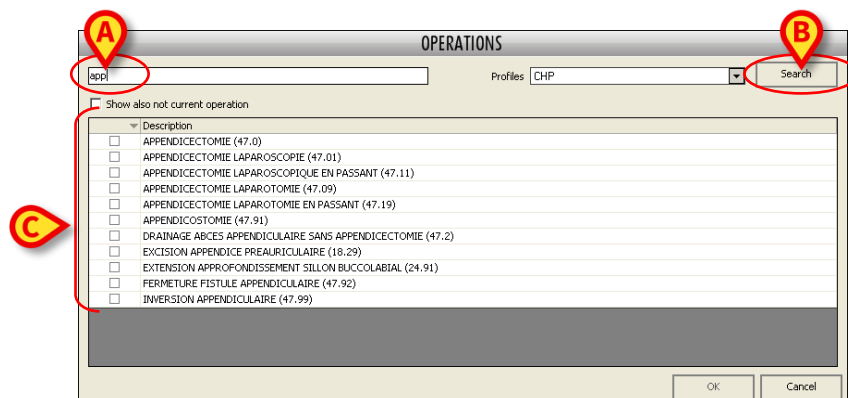 A
B
OPERATIONS
app
Profiles CHP
Search
Show also not current operation
Description
APPENDICECTOMIE (47.0)
APPENDICECTOMIE LAPAROSCOPIE (47.01)
APPENDICECTOMIE LAPAROSCOPIQUE EN PASSANT (47.11)
APPENDICECTOMIE LAPAROTOMIE (47.09)
APPENDICECTOMIE LAPAROTOMIE EN PASSANT (47.19)
C
APPENDICOSTOMIE (47.91)
DRAINAGE ABCES APPENDICULAIRE SANS APPENDICECTOMIE (47.2)
EXCISION APPENDICE PREAURICULAIRE (18.29)
EXTENSION APPROFONDISSEMENT SILLON BUCCOLABIAL (24.91)
FERMETURE FISTULE APPENDICULAIRE (47.92)
INVERSION APPENDICULAIRE (47.99)
OK
Cancel